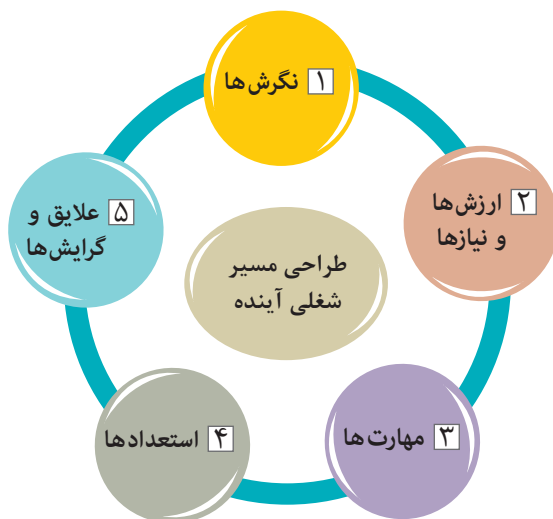 ۱ نگرش‌ها
۲ ارزش‌ها
و نیازها
۳ مهارت‌ها
۴ استعدادها
۵ علایق و
گرایش‌ها
طراحی مسیر
شغلی آینده